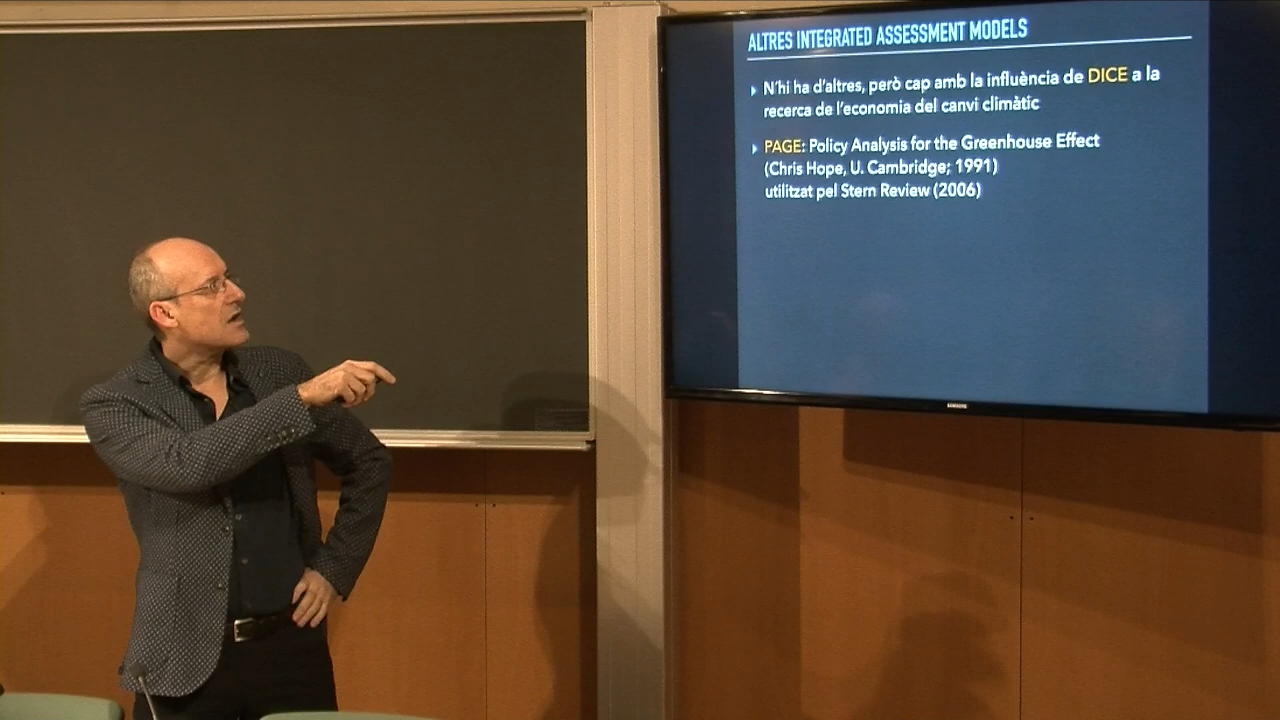 ALTRES INTEGRATED ASSESSMENT MODELS
N'hi ha d'altres, però cap amb la influència de DICE a la
recerca de l'economia del canvi climàtic
PAGE: Policy Analysis for the Greenhouse Effect
(Chris Hope, U. Cambridge; 1991)
utilitzat pel Stern Review (2006)
SAMSUNG